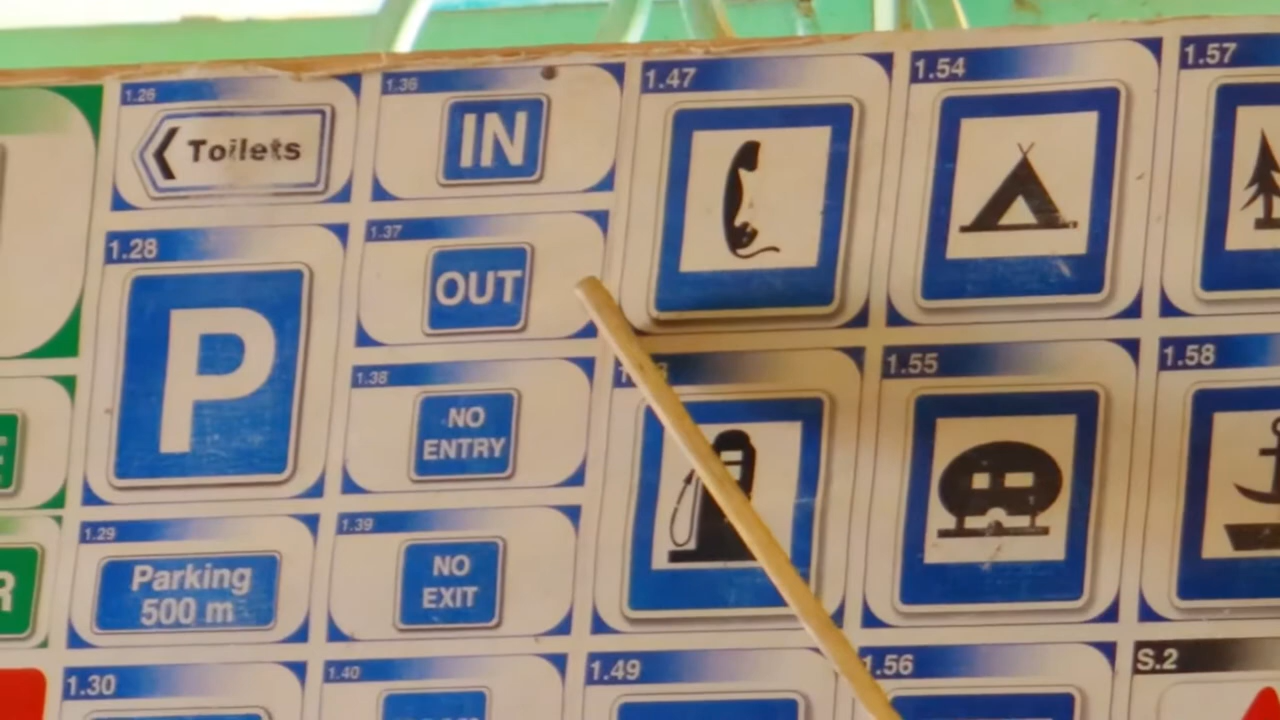 1.26
Toilets
1.28
P
1.29
Parking
500 m
1.30
1.36
IN
1.37
OUT
1.38
NO
ENTRY
1.39
NO
EXIT
1.40
1.47
1.49
1.54
1.55
1.56
1.57
1.58
S.2